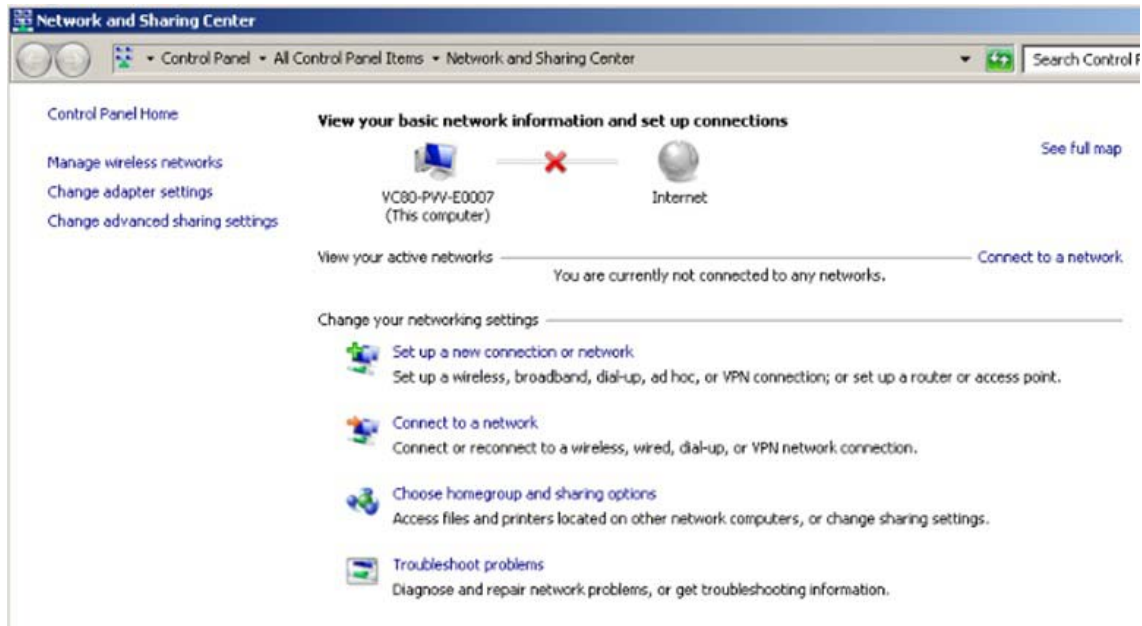 Network and Sharing Center
Control Panel All Control Panel Items Network and Sharing Center Search Control P
Control Panel Home
Manage wireless networks
Change adapter settings
Change advanced sharing settings
View your basic network information and set up connections
See full map
VC80-PVV-E0007
(This computer)
Internet
View your active networks
Connect to a network
You are currently not connected to any networks.
Change your networking settings
Set up a new connection or network
Set up a wireless, broadband, dial-up, ad hoc, or VPN connection; or set up a router or access point.
Connect to a network
Connect or reconnect to a wireless, wired, dial-up, or VPN network connection.
Choose homegroup and sharing options
Access files and printers located on other network computers, or change sharing settings.
Troubleshoot problems
Diagnose and repair network problems, or get troubleshooting information.